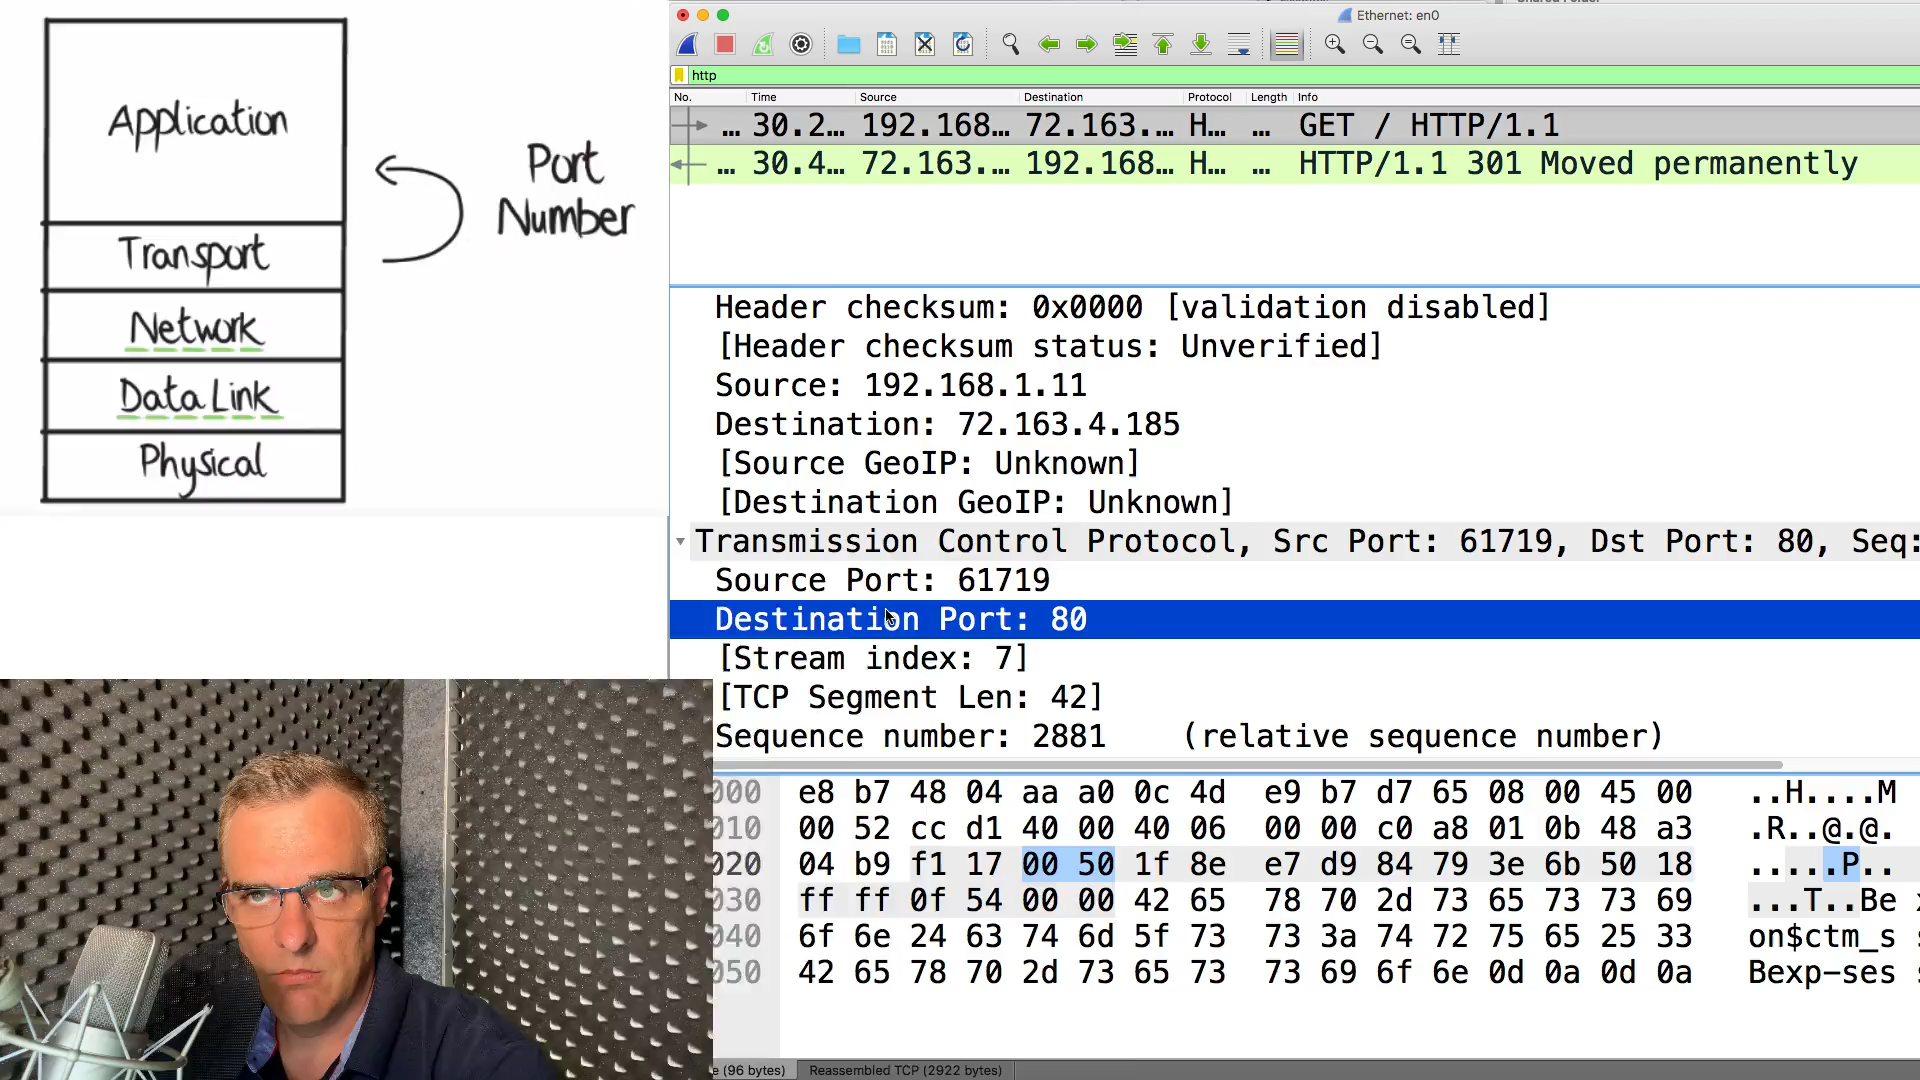 Application
Transport
Network
Data Link
Physical
Port
Number
Ethernet: en0
http
No. Time Source Destination Protocol Length Info
… 30.2… 192.168… 72.163.… H… … GET / HTTP/1.1
… 30.4… 72.163.… 192.168… H… … HTTP/1.1 301 Moved permanently
Header checksum: 0x0000 [validation disabled]
[Header checksum status: Unverified]
Source: 192.168.1.11
Destination: 72.163.4.185
[Source GeoIP: Unknown]
[Destination GeoIP: Unknown]
Transmission Control Protocol, Src Port: 61719, Dst Port: 80, Seq:
Source Port: 61719
Destination Port: 80
[Stream index: 7]
[TCP Segment Len: 42]
Sequence number: 2881 (relative sequence number)
000 e8 b7 48 04 aa a0 0c 4d e9 b7 d7 65 08 00 45 00 ..H....M
010 00 52 cc d1 40 00 40 06 00 00 c0 a8 01 0b 48 a3 .R..@.@.
020 04 b9 f1 17 00 50 1f 8e e7 d9 84 79 3e 6b 50 18 .....P..
030 ff ff 0f 54 00 00 42 65 78 70 2d 73 65 73 73 69 ...T..Be
040 6f 6e 24 63 74 6d 5f 73 73 3a 74 72 75 65 25 33 on$ctm_s
050 42 65 78 70 2d 73 65 73 73 69 6f 6e 0d 0a 0d 0a Bexp-ses
e (96 bytes) Reassembled TCP (2922 bytes)